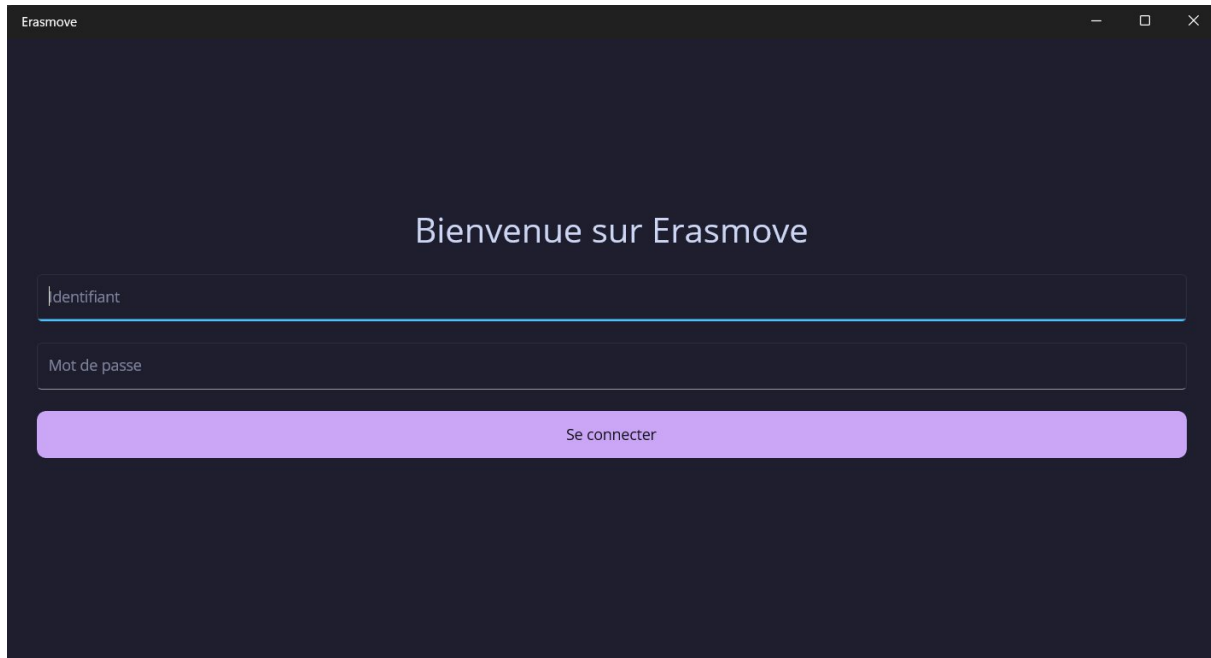 Erasmove
Bienvenue sur Erasmove
Identifiant
Mot de passe
Se connecter